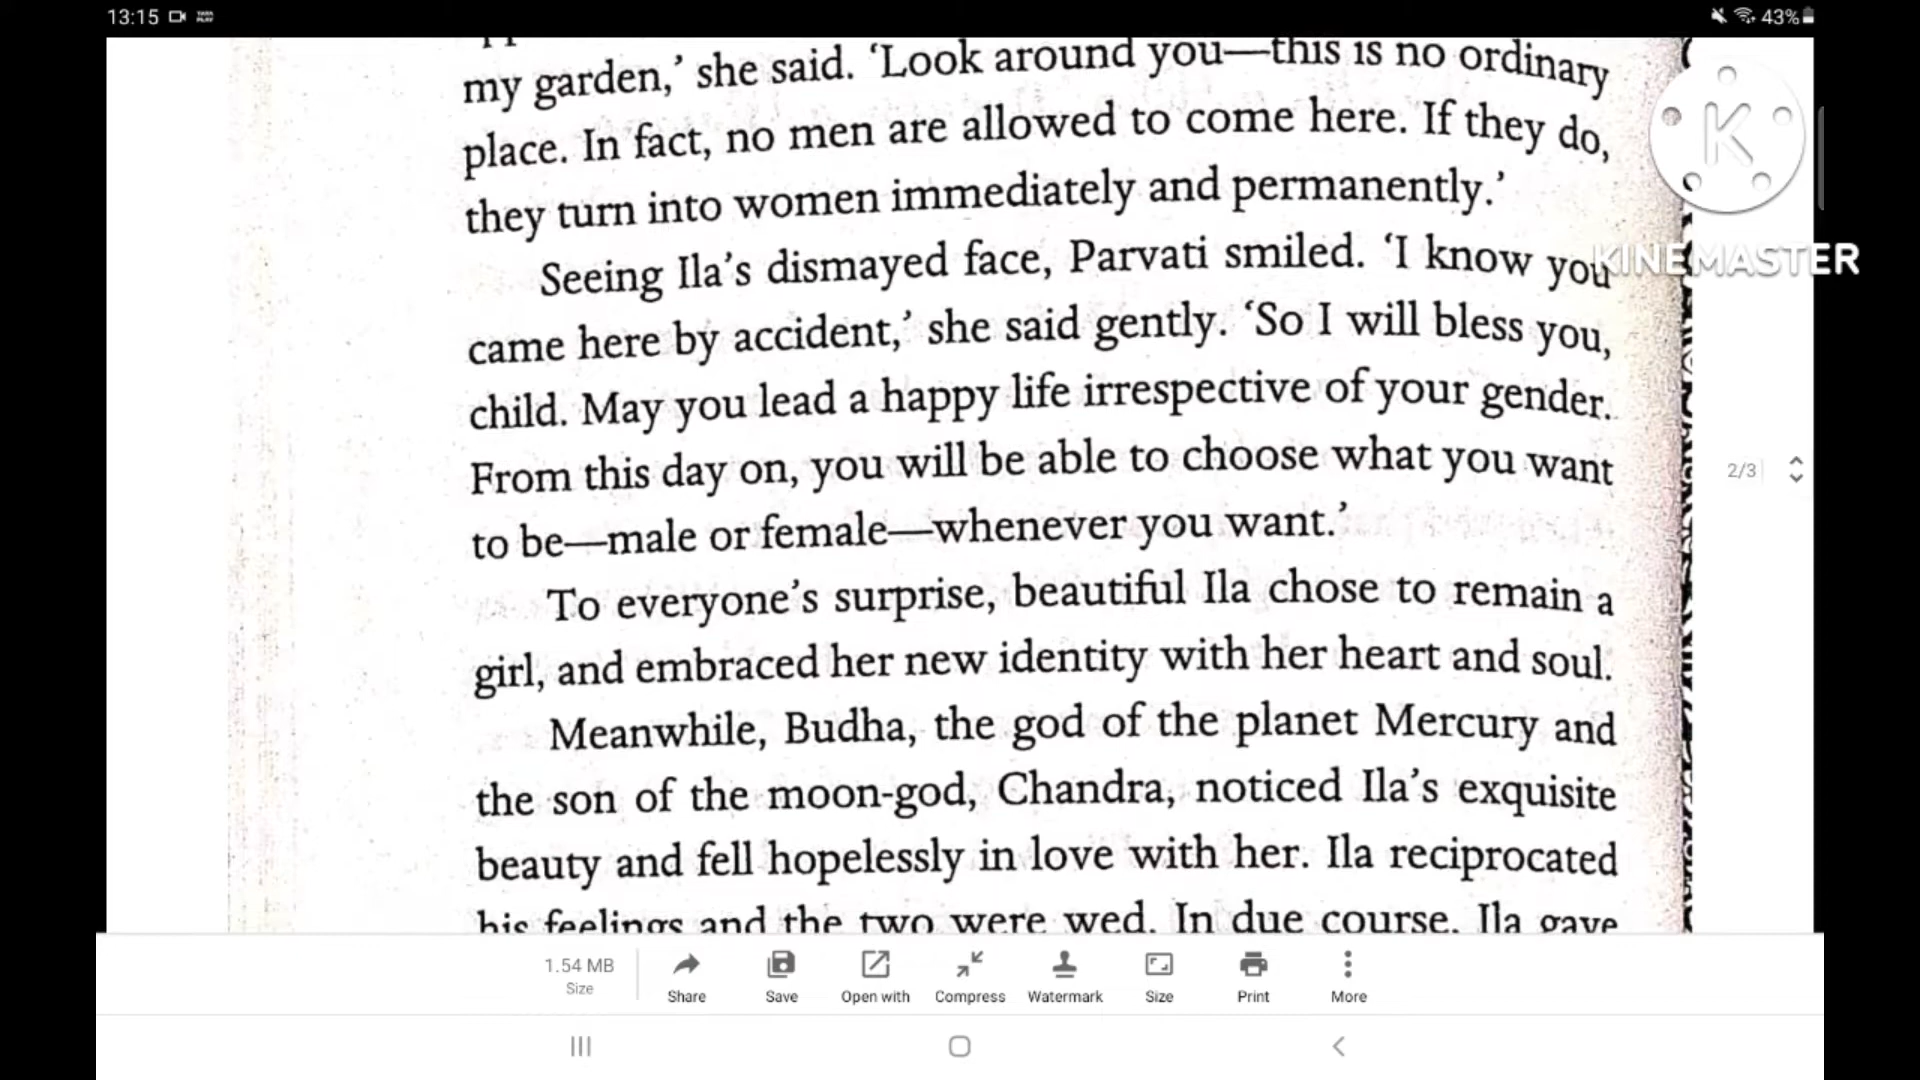 13:15
43%
my garden,’ she said. ‘Look around you—this is no ordinary
place. In fact, no men are allowed to come here. If they do,
they turn into women immediately and permanently.’
Seeing Ila’s dismayed face, Parvati smiled. ‘I know you
came here by accident,’ she said gently. ‘So I will bless you,
child. May you lead a happy life irrespective of your gender.
From this day on, you will be able to choose what you want
to be—male or female—whenever you want.’
To everyone’s surprise, beautiful Ila chose to remain a
girl, and embraced her new identity with her heart and soul.
Meanwhile, Budha, the god of the planet Mercury and
the son of the moon-god, Chandra, noticed Ila’s exquisite
beauty and fell hopelessly in love with her. Ila reciprocated
his feelings and the two were wed. In due course, Ila gave
K
KINEMASTER
2/3
1.54 MB
Size
Share
Save
Open with
Compress
Watermark
Size
Print
More